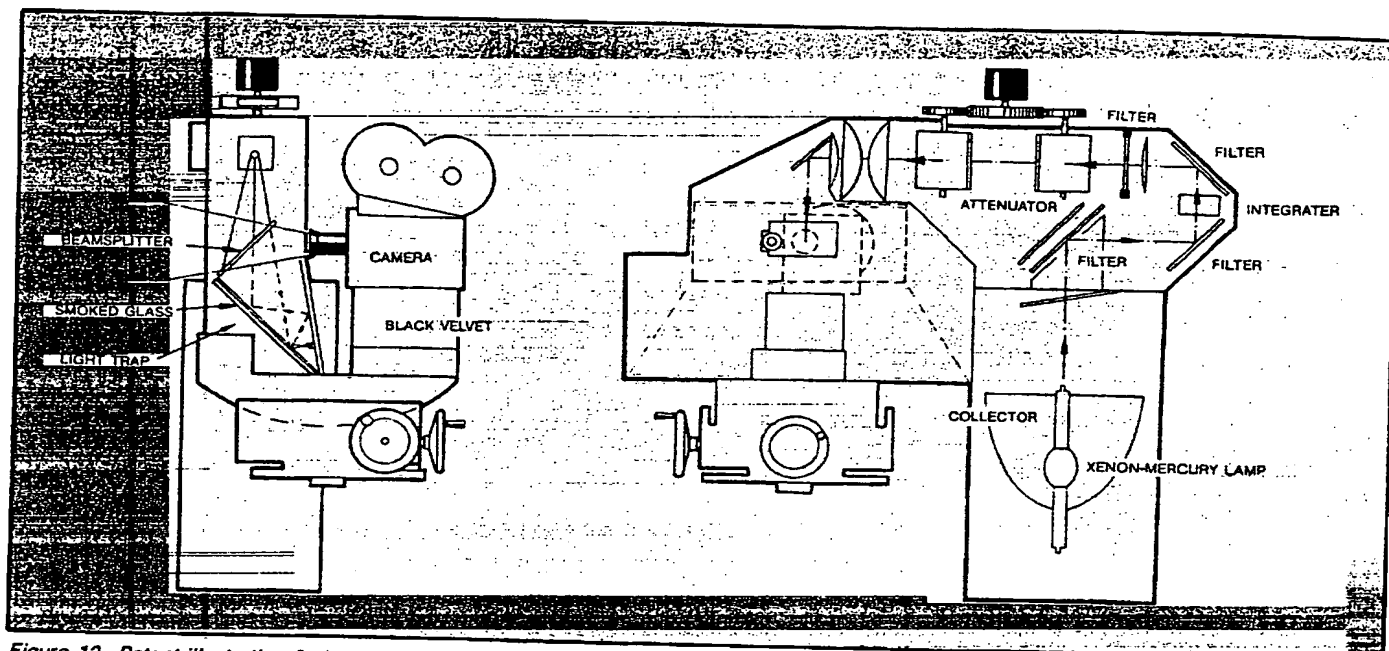 BEAMSPLITTER
SMOKED GLASS
LIGHT TRAP
CAMERA
BLACK VELVET
FILTER
FILTER
ATTENUATOR
INTEGRATER
FILTER
FILTER
COLLECTOR
XENON-MERCURY LAMP